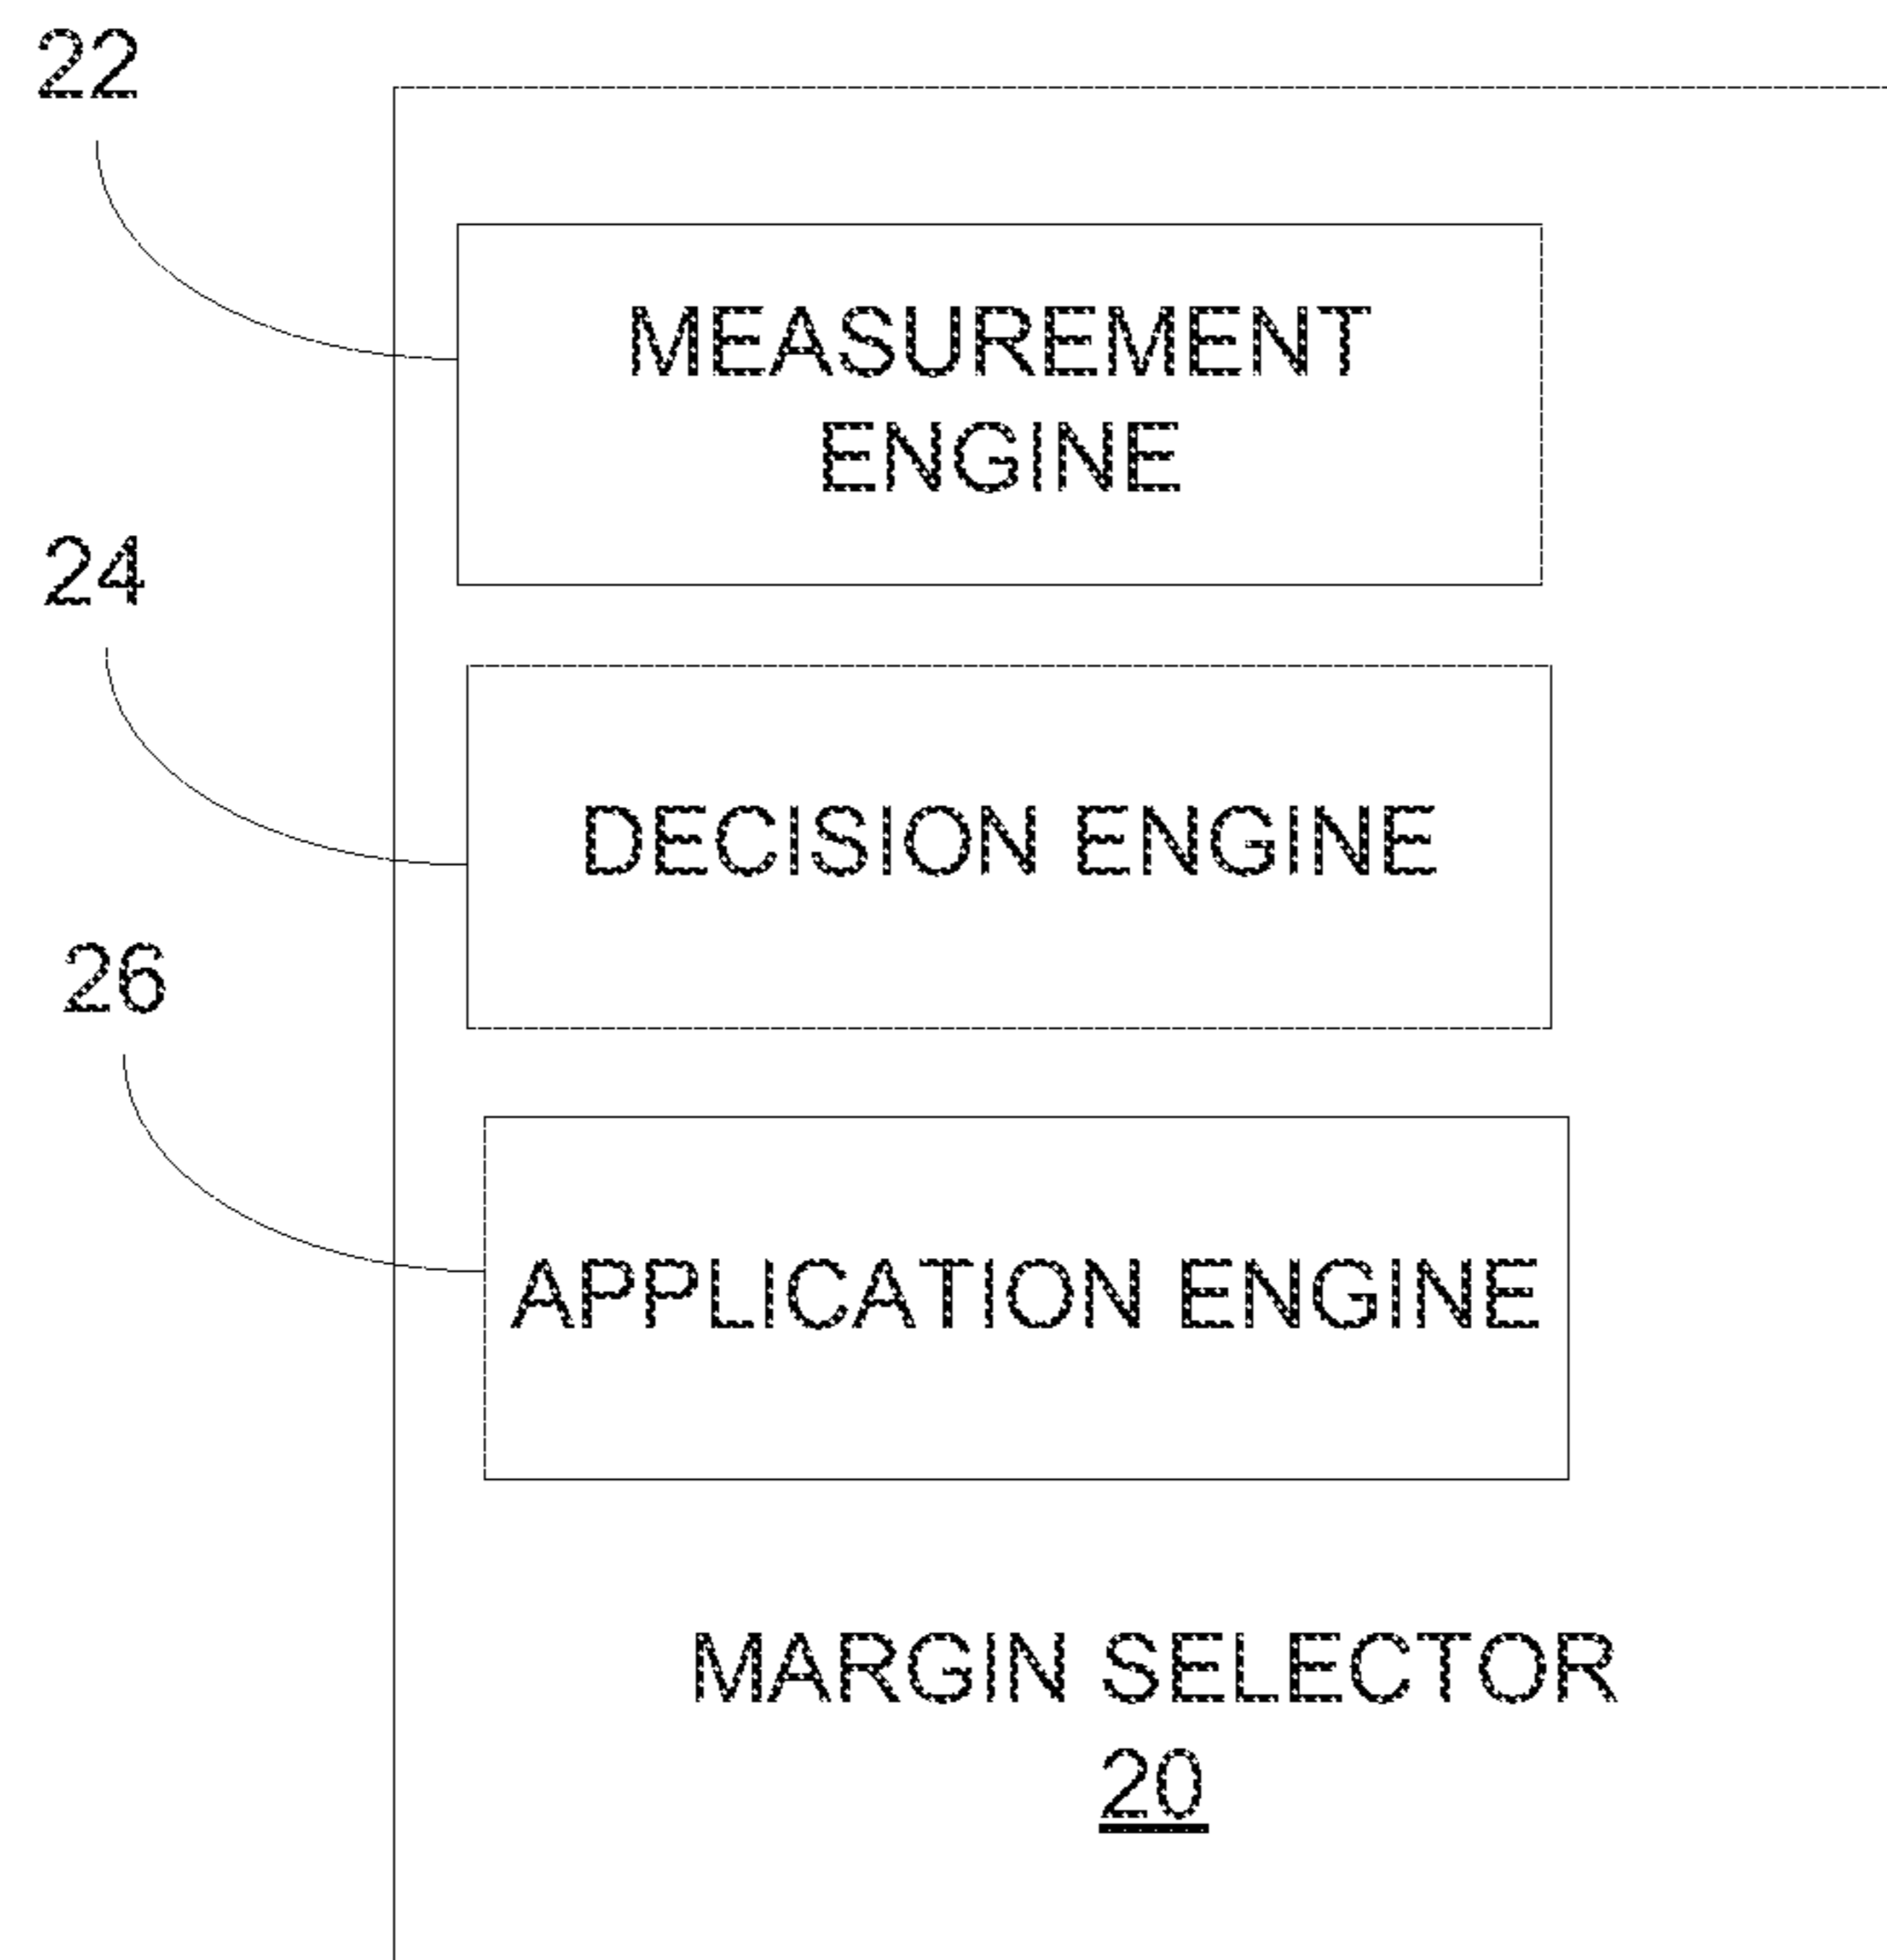 22
MEASUREMENT
ENGINE
24
DECISION ENGINE
26
APPLICATION ENGINE
MARGIN SELECTOR
20